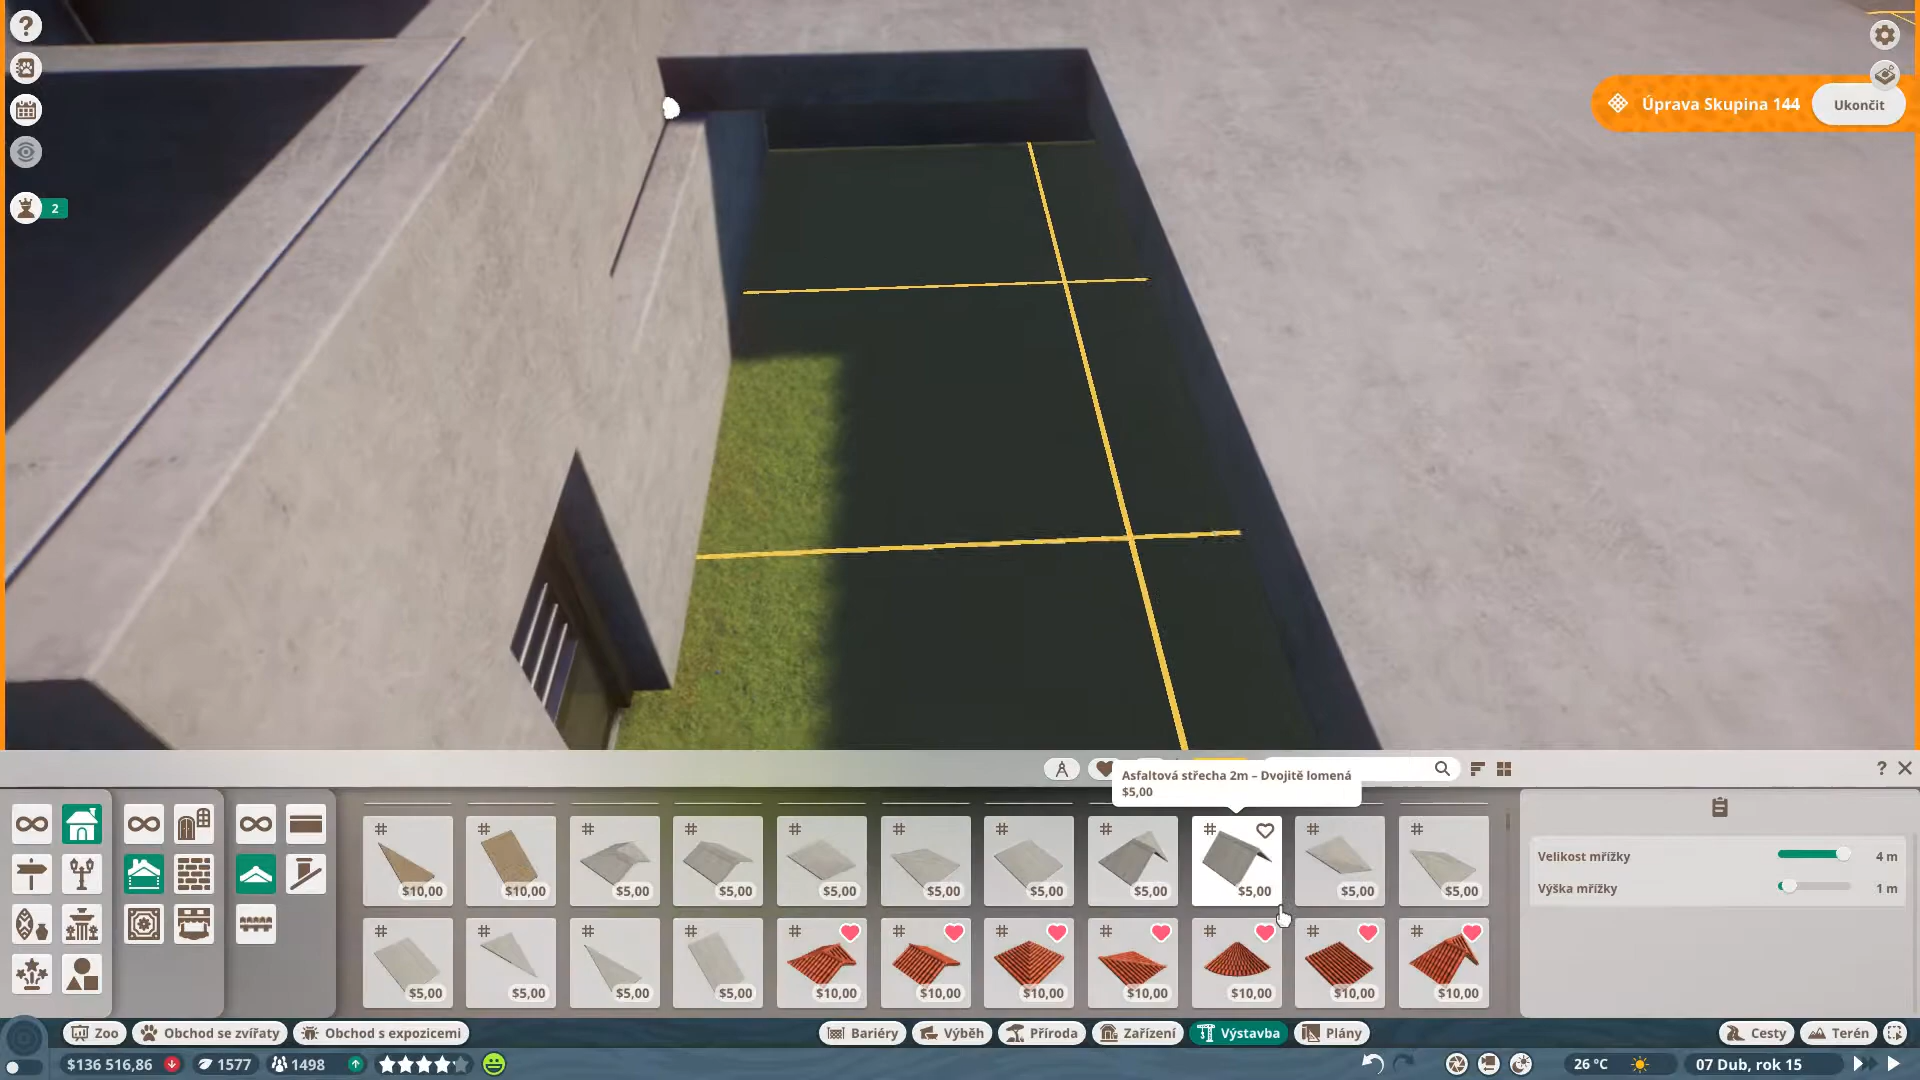 ?
Úprava Skupina 144
Ukončit
2
Asfaltová střecha 2m – Dvojitě lomená
$5,00
?
$10,00
$10,00
$5,00
$5,00
$5,00
$5,00
$5,00
$5,00
$5,00
$5,00
$5,00
$5,00
$5,00
$5,00
$5,00
$10,00
$10,00
$10,00
$10,00
$10,00
$10,00
$10,00
Velikost mřížky
4 m
Výška mřížky
1 m
Zoo
Obchod se zvířaty
Obchod s expozicemi
Bariéry
Výběh
Příroda
Zařízení
Výstavba
Plány
Cesty
Terén
$136 516,86
1577
1498
26 °C
07 Dub, rok 15